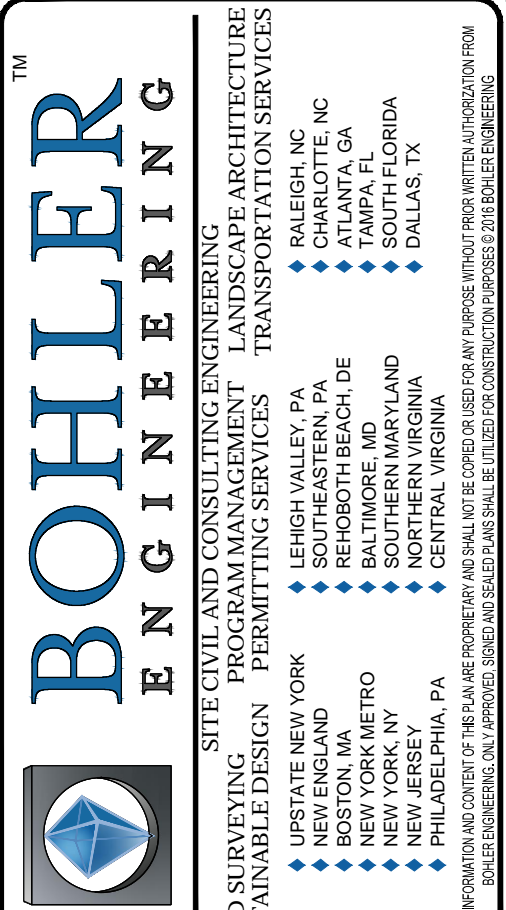 BOHLER™
ENGINEERING
SITE CIVIL AND CONSULTING ENGINEERING
SURVEYING PROGRAM MANAGEMENT LANDSCAPE ARCHITECTURE
DESIGN PERMITTING SERVICES TRANSPORTATION SERVICES
UPSTATE NEW YORK
NEW ENGLAND
BOSTON, MA
NEW YORK METRO
NEW YORK, NY
NEW JERSEY
PHILADELPHIA, PA
LEHIGH VALLEY, PA
SOUTHEASTERN, PA
REHOBOTH BEACH, DE
BALTIMORE, MD
SOUTHERN MARYLAND
NORTHERN VIRGINIA
CENTRAL VIRGINIA
RALEIGH, NC
CHARLOTTE, NC
ATLANTA, GA
TAMPA, FL
SOUTH FLORIDA
DALLAS, TX
INFORMATION AND CONTENT OF THIS PLAN ARE PROPRIETARY AND SHALL NOT BE COPIED OR USED FOR ANY PURPOSE WITHOUT PRIOR WRITTEN AUTHORIZATION FROM
BOHLER ENGINEERING. ONLY APPROVED, SIGNED AND SEALED PLANS SHALL BE UTILIZED FOR CONSTRUCTION PURPOSES © 2016 BOHLER ENGINEERING